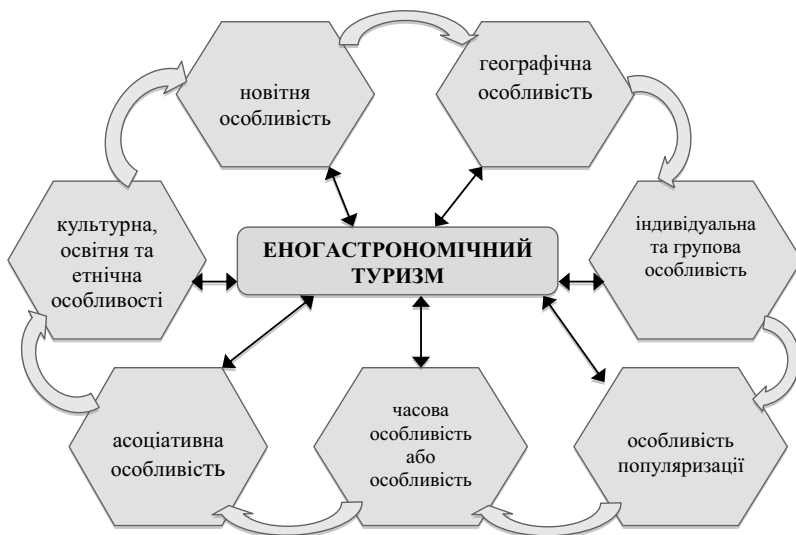 новітня
особливість
географічна
особливість
культурна,
освітня та
етнічна
особливості
ЕНОГАСТРОНОМІЧНИЙ
ТУРИЗМ
індивідуальна
та групова
особливість
асоціативна
особливість
часова
особливість
або
особливість
особливість
популяризації